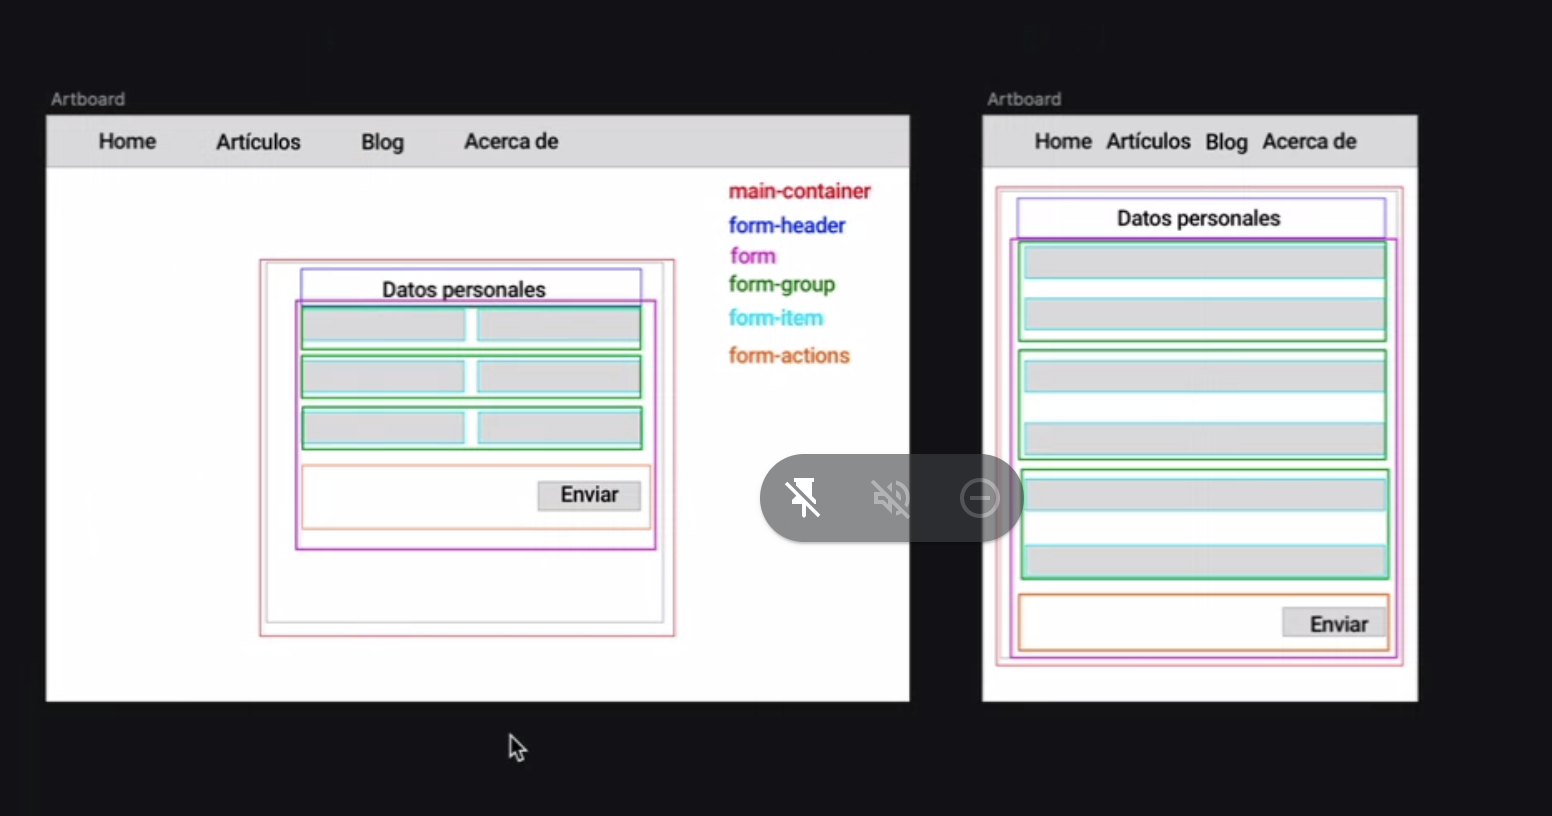 Artboard
Home Artículos Blog Acerca de
main-container
form-header
form
form-group
form-item
form-actions
Datos personales
Enviar
Artboard
Home Artículos Blog Acerca de
Datos personales
Enviar